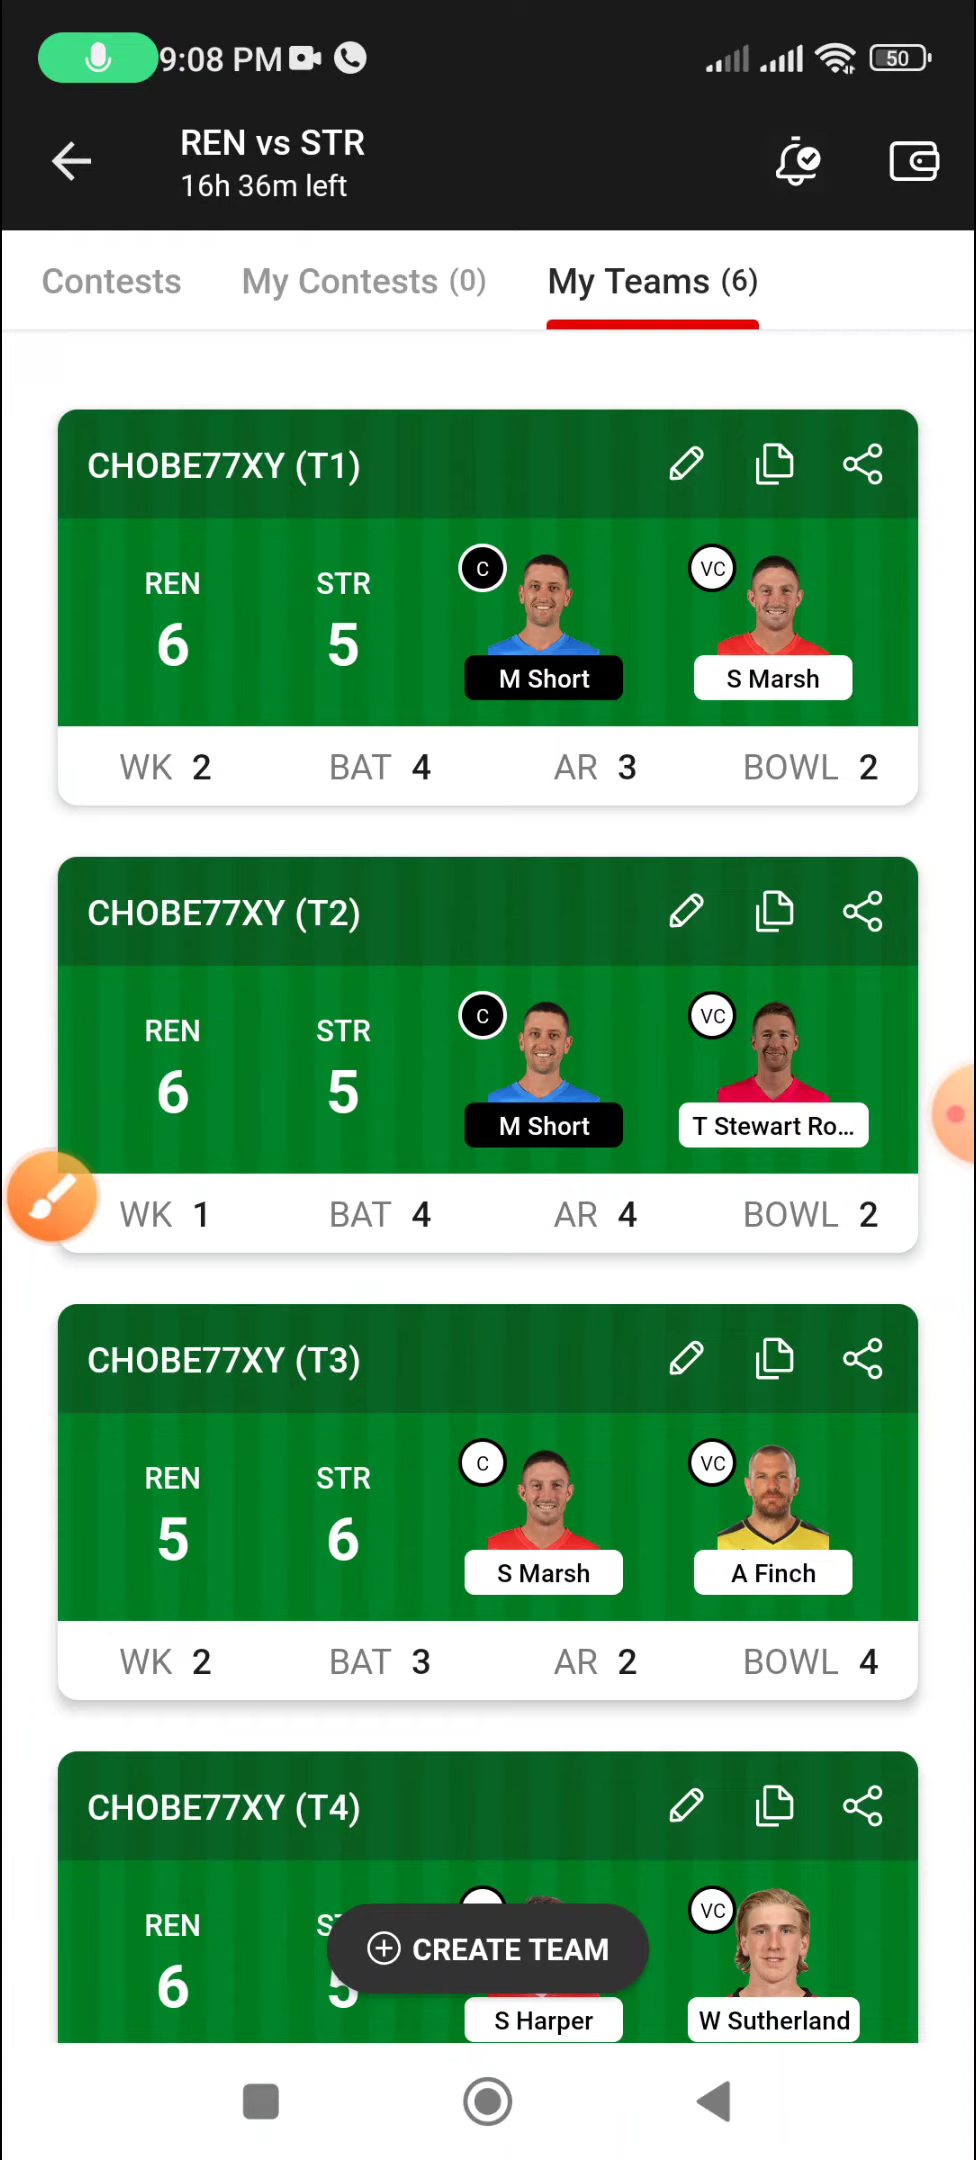 9:08 PM
50
REN vs STR
16h 36m left
Contests
My Contests (0)
My Teams (6)
CHOBE77XY (T1)
REN
STR
C
VC
6
5
M Short
S Marsh
WK 2
BAT 4
AR 3
BOWL 2
CHOBE77XY (T2)
REN
STR
C
VC
6
5
M Short
T Stewart Ro...
WK 1
BAT 4
AR 4
BOWL 2
CHOBE77XY (T3)
REN
STR
C
VC
5
6
S Marsh
A Finch
WK 2
BAT 3
AR 2
BOWL 4
CHOBE77XY (T4)
REN
VC
6
5
CREATE TEAM
S Harper
W Sutherland